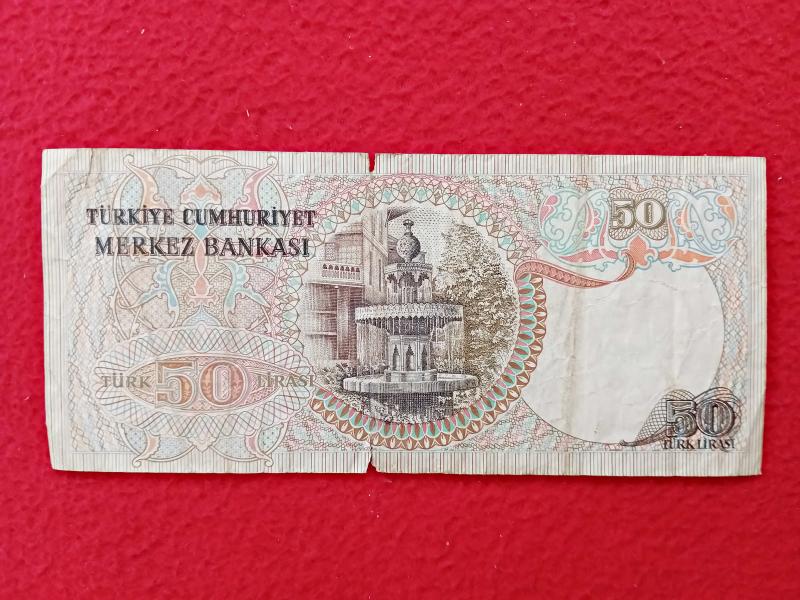 TÜRKİYE CUMHURİYET
MERKEZ BANKASI
50
TÜRK 50 LİRASI
50
TÜRK LİRASI